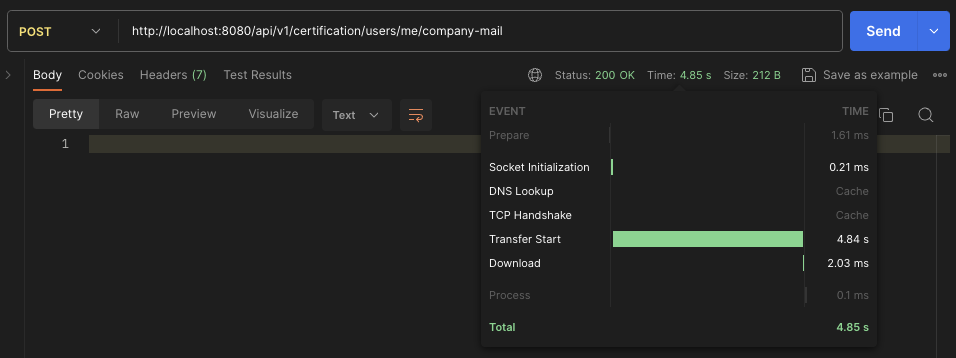 POST http://localhost:8080/api/v1/certification/users/me/company-mail Send
Body Cookies Headers (7) Test Results Status: 200 OK Time: 4.85 s Size: 212 B Save as example
Pretty Raw Preview Visualize Text
1
EVENT TIME
Prepare 1.61 ms
Socket Initialization 0.21 ms
DNS Lookup Cache
TCP Handshake Cache
Transfer Start 4.84 s
Download 2.03 ms
Process 0.1 ms
Total 4.85 s